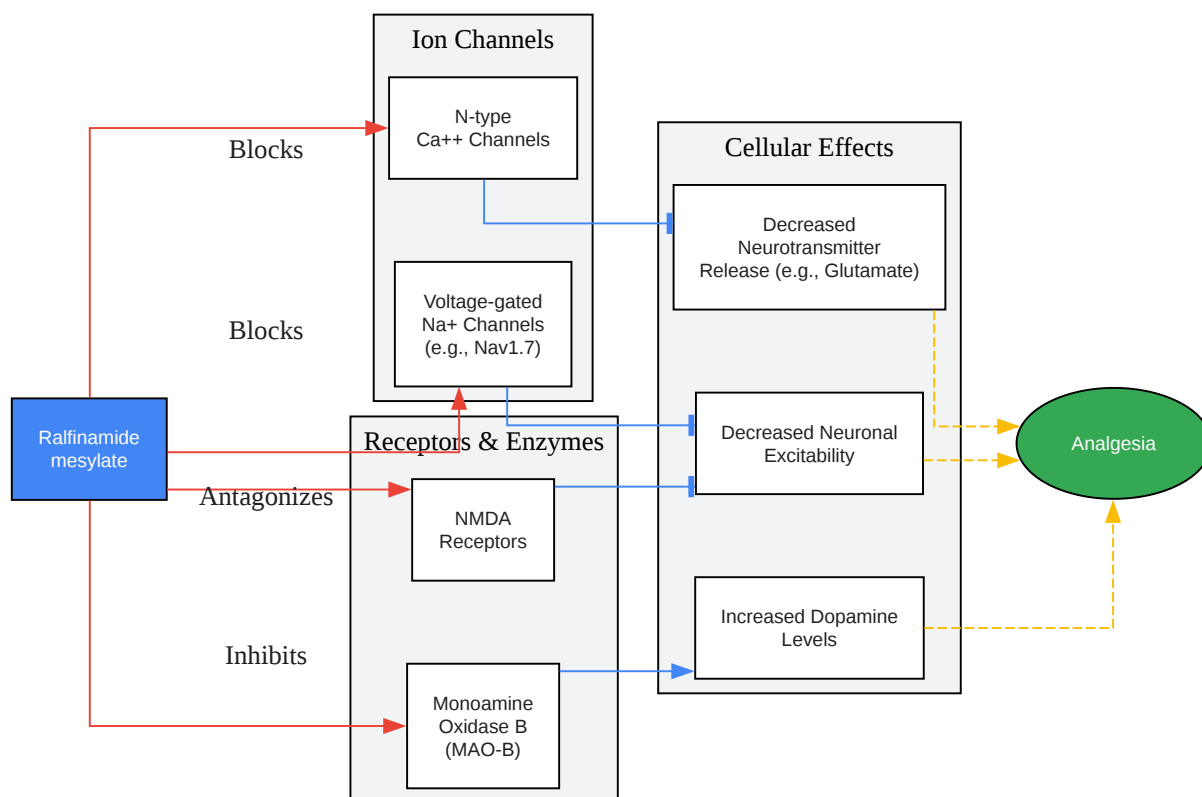 Ion Channels
N-type
Ca++ Channels
Blocks
Cellular Effects
Decreased
Neurotransmitter
Release (e.g., Glutamate)
Voltage-gated
Na+ Channels
(e.g., Nav1.7)
Blocks
Ralfinamide
mesylate
Receptors & Enzymes
Decreased Neuronal
Excitability
Analgesia
Antagonizes
NMDA
Receptors
Increased Dopamine
Levels
Inhibits
Monoamine
Oxidase B
(MAO-B)